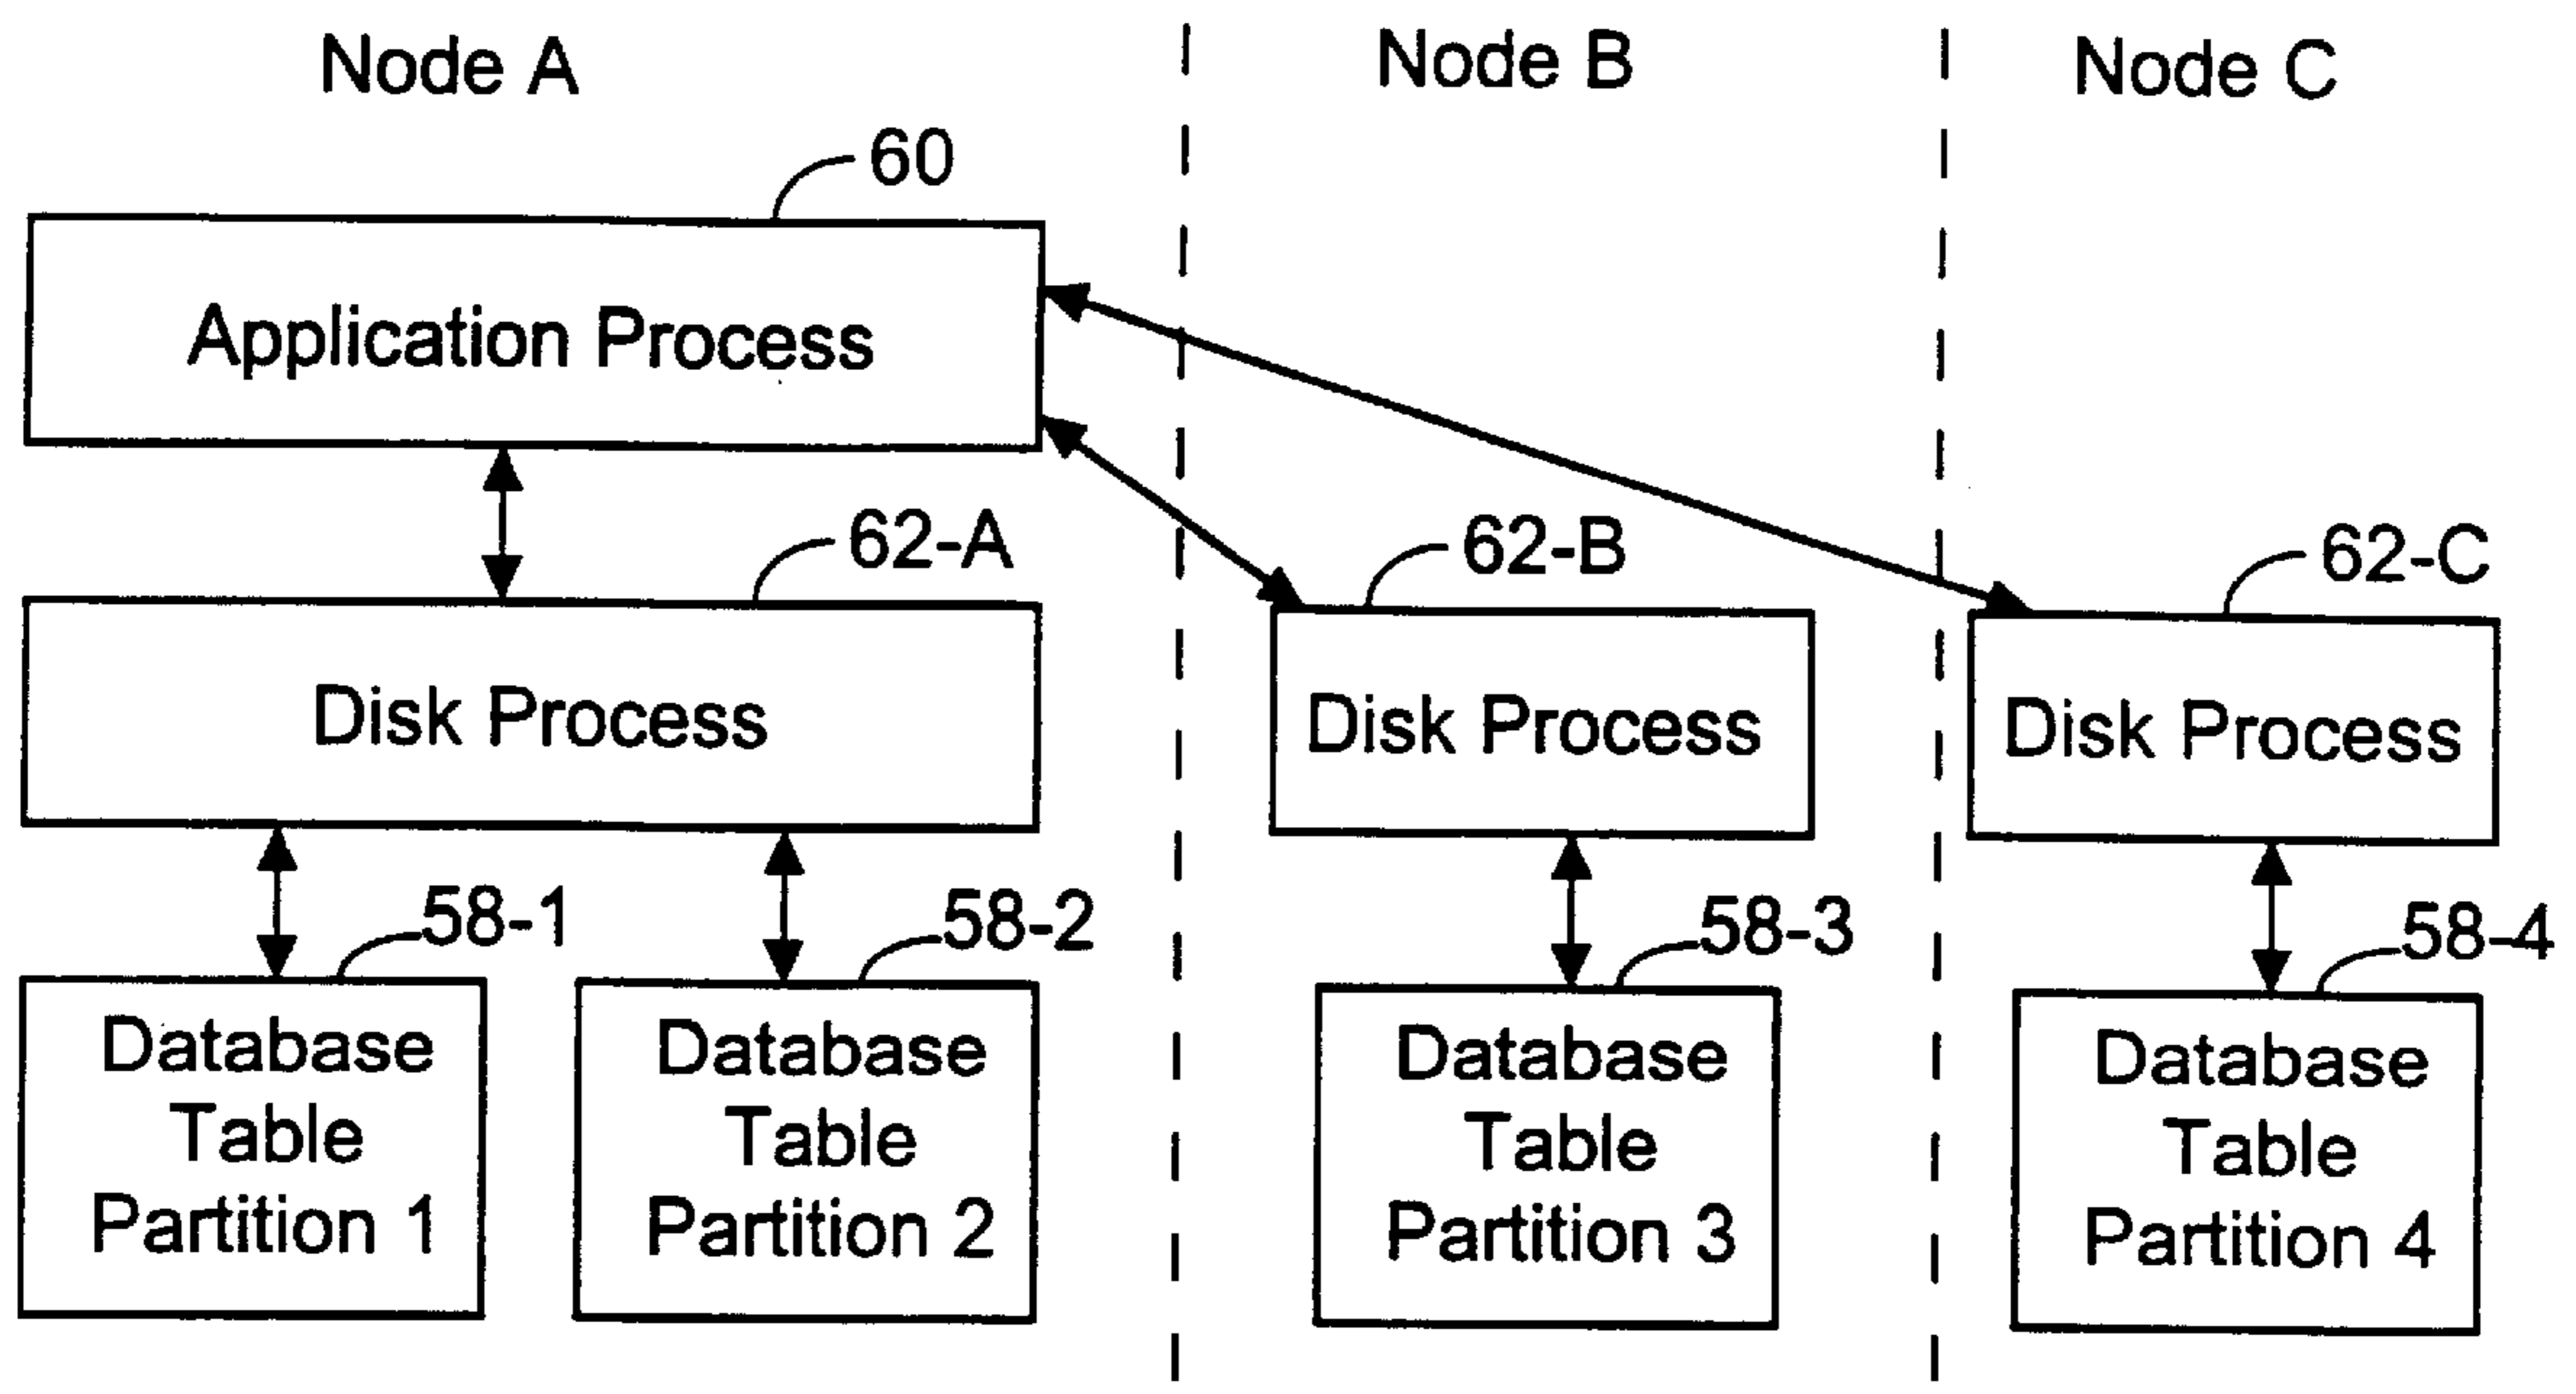 Node A
Node B
Node C
60
Application Process
62-A
62-B
62-C
Disk Process
Disk Process
Disk Process
58-1
58-2
58-3
58-4
Database
Table
Partition 1
Database
Table
Partition 2
Database
Table
Partition 3
Database
Table
Partition 4